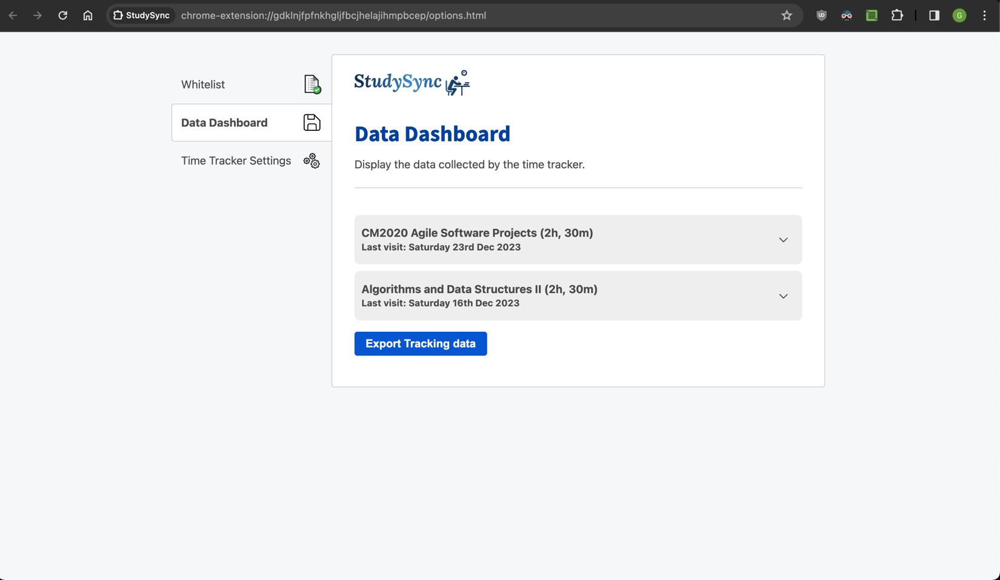 StudySync
chrome-extension://gdklnjfpfnkhgljfbcjhelajihmpbcep/options.html
UO
G
Whitelist
Data Dashboard
Time Tracker Settings
StudySync
Data Dashboard
Display the data collected by the time tracker.
CM2020 Agile Software Projects (2h, 30m)
Last visit: Saturday 23rd Dec 2023
Algorithms and Data Structures II (2h, 30m)
Last visit: Saturday 16th Dec 2023
Export Tracking data